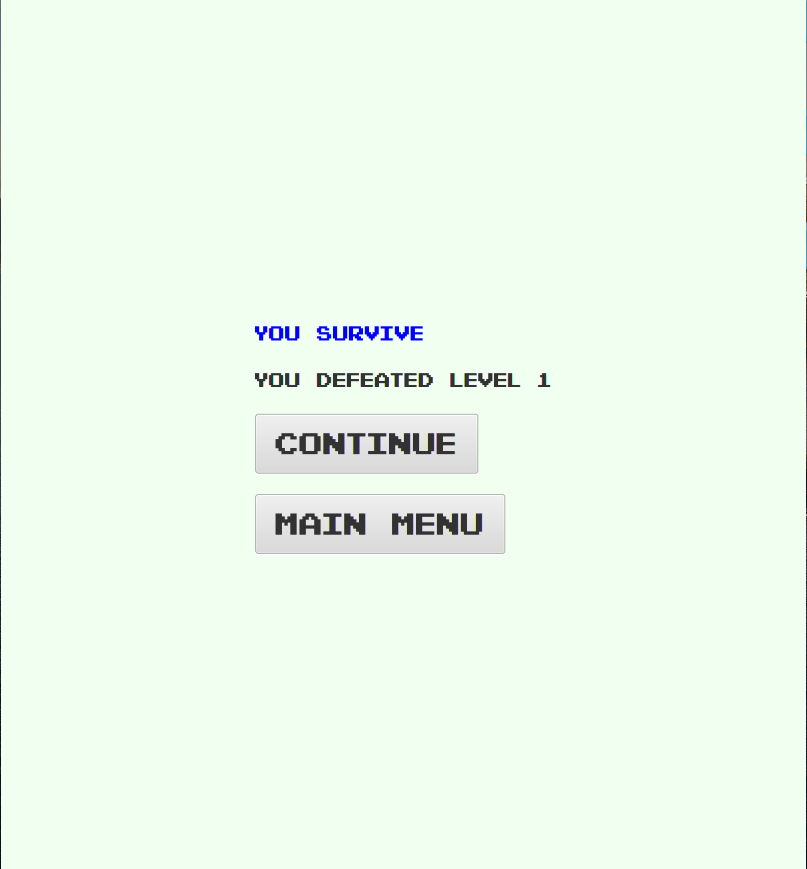 YOU SURVIVE
YOU DEFEATED LEVEL 1
CONTINUE
MAIN MENU